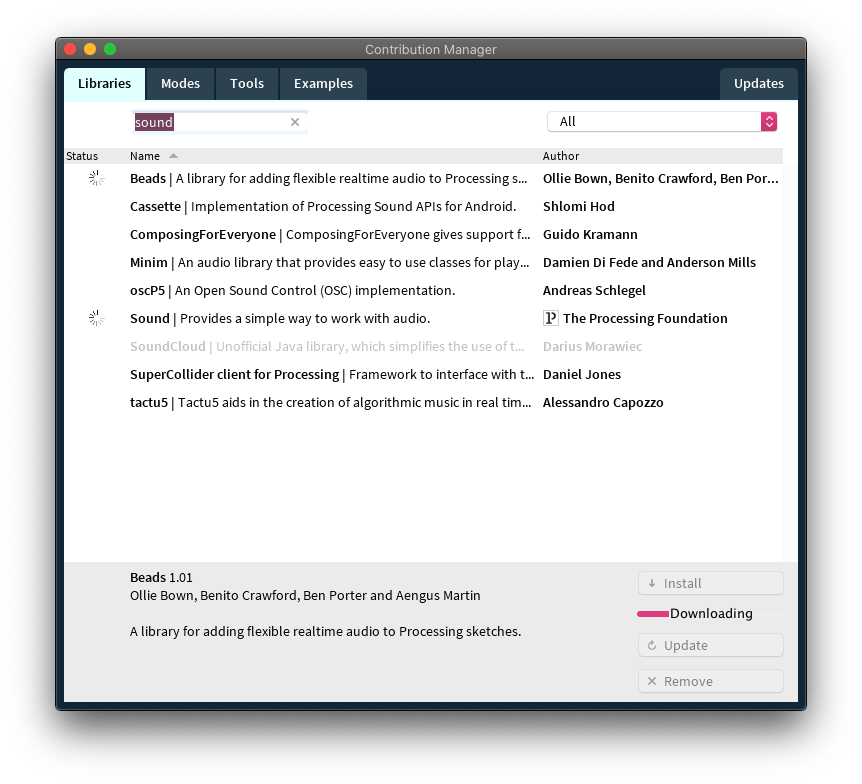 Contribution Manager
Libraries Modes Tools Examples Updates
sound All
Status Name Author
Beads | A library for adding flexible realtime audio to Processing s... Ollie Bown, Benito Crawford, Ben Por...
Cassette | Implementation of Processing Sound APIs for Android. Shlomi Hod
ComposingForEveryone | ComposingForEveryone gives support f... Guido Kramann
Minim | An audio library that provides easy to use classes for play... Damien Di Fede and Anderson Mills
oscP5 | An Open Sound Control (OSC) implementation. Andreas Schlegel
Sound | Provides a simple way to work with audio. The Processing Foundation
SoundCloud | Unofficial Java library, which simplifies the use of t... Darius Morawiec
SuperCollider client for Processing | Framework to interface with t... Daniel Jones
tactu5 | Tactu5 aids in the creation of algorithmic music in real tim... Alessandro Capozzo
Beads 1.01
Ollie Bown, Benito Crawford, Ben Porter and Aengus Martin
A library for adding flexible realtime audio to Processing sketches.
Install
Downloading
Update
Remove